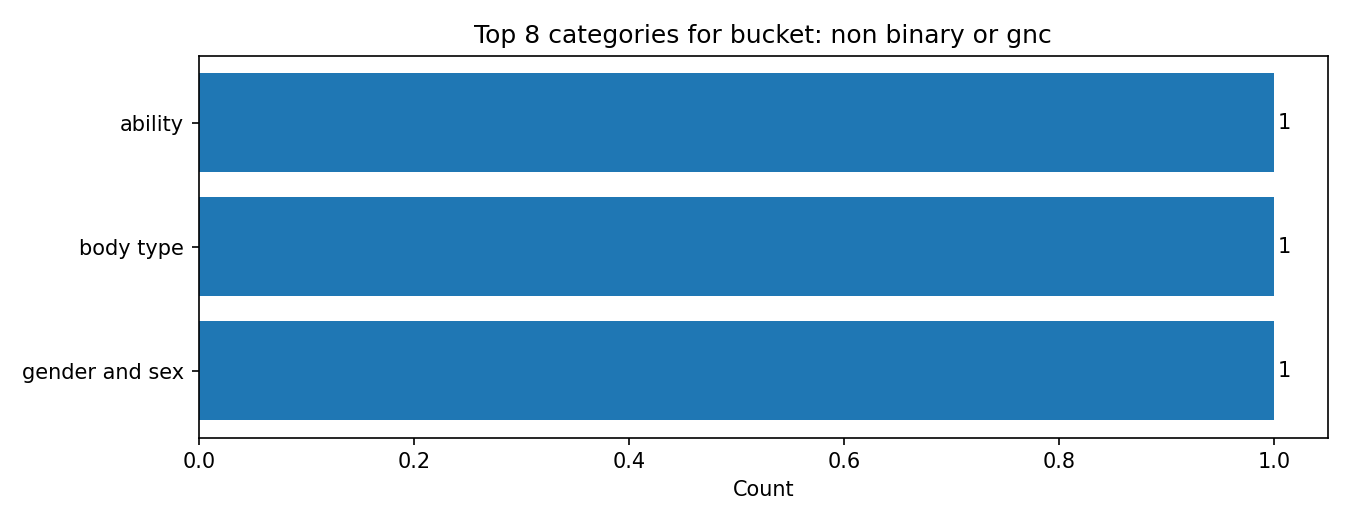 Top 8 categories for bucket: non binary or gnc
ability
1
body type
1
gender and sex
1
0.0 0.2 0.4 0.6 0.8 1.0
Count